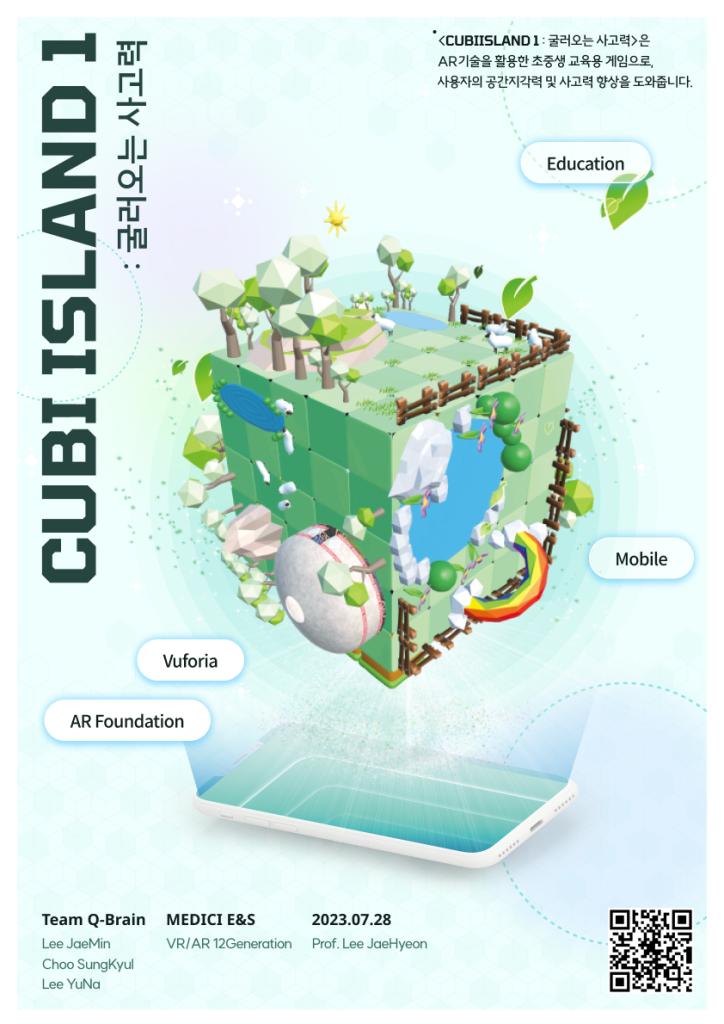 CUBI ISLAND 1
: 굴러오는 사고력
<CUBIISLAND 1 : 굴러오는 사고력>은
AR기술을 활용한 초중생 교육용 게임으로,
사용자의 공간지각력 및 사고력 향상을 도와줍니다.
Education
Mobile
Vuforia
AR Foundation
Team Q-Brain
Lee JaeMin
Choo SungKyul
Lee YuNa
MEDICI E&S
VR/AR 12Generation
2023.07.28
Prof. Lee JaeHyeon